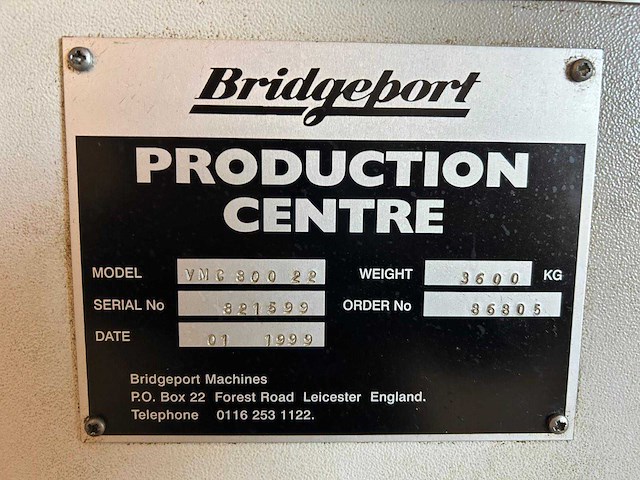 Bridgeport
PRODUCTION
CENTRE
MODEL VMC 800 22 WEIGHT 3600 KG
SERIAL No 321599 ORDER No 36305
DATE 01 1999
Bridgeport Machines
P.O. Box 22 Forest Road Leicester England.
Telephone 0116 253 1122.